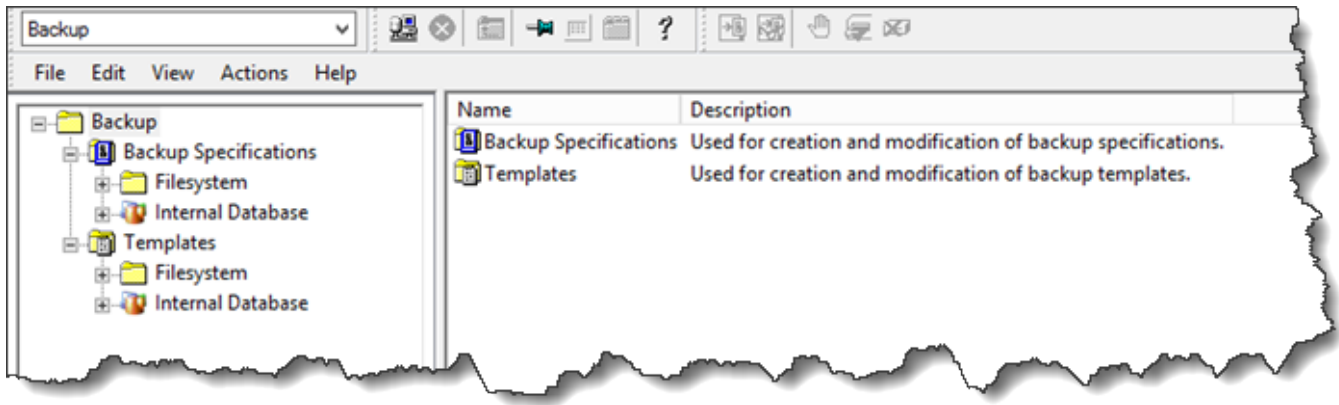 Backup
?
File Edit View Actions Help
Backup
Backup Specifications
Filesystem
Internal Database
Templates
Filesystem
Internal Database
Name Description
Backup Specifications Used for creation and modification of backup specifications.
Templates Used for creation and modification of backup templates.